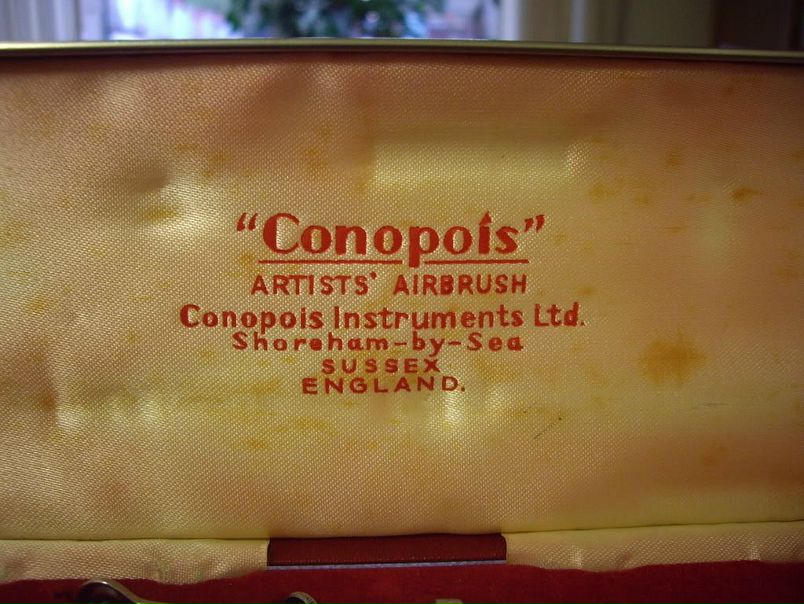 "Conopois"
ARTISTS' AIRBRUSH
Conopois Instruments Ltd.
Shoreham-by-Sea
SUSSEX
ENGLAND.